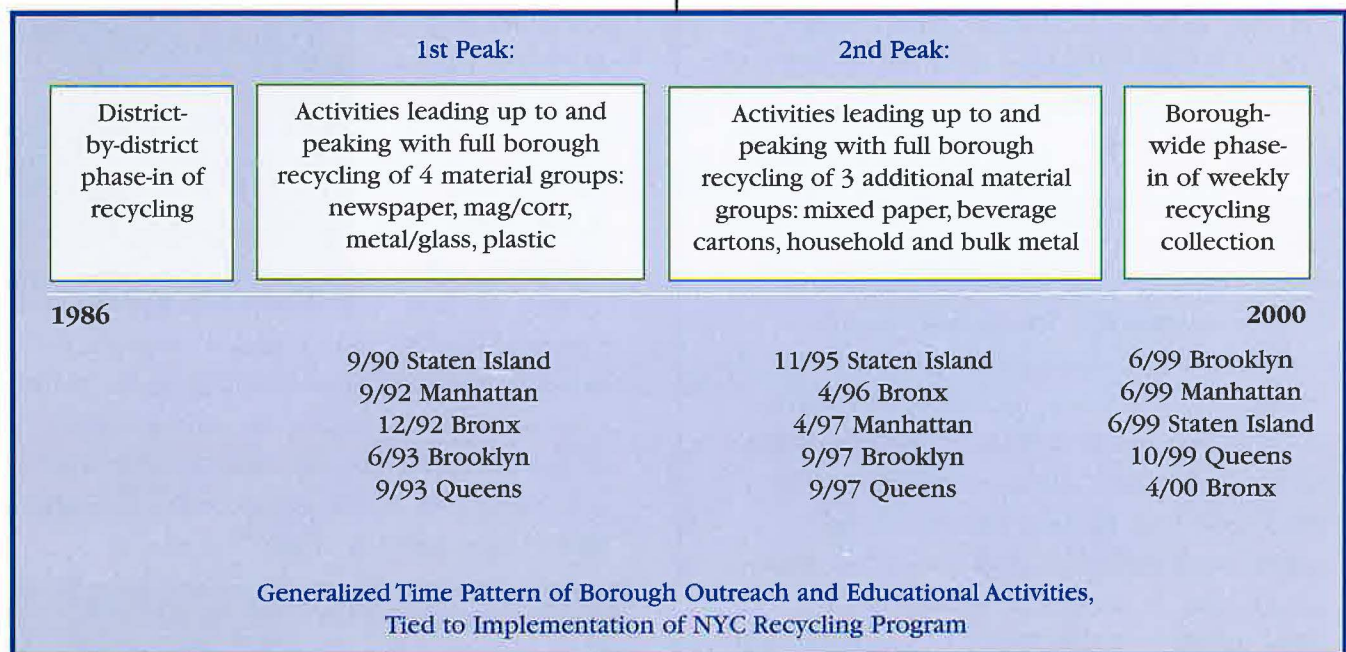 1st Peak:
2nd Peak:
District-
by-district
phase-in of
recycling
Activities leading up to and
peaking with full borough
recycling of 4 material groups:
newspaper, mag/corr,
metal/glass, plastic
Activities leading up to and
peaking with full borough
recycling of 3 additional material
groups: mixed paper, beverage
cartons, household and bulk metal
Borough-
wide phase-
in of weekly
recycling
collection
1986
2000
9/90 Staten Island
9/92 Manhattan
12/92 Bronx
6/93 Brooklyn
9/93 Queens
11/95 Staten Island
4/96 Bronx
4/97 Manhattan
9/97 Brooklyn
9/97 Queens
6/99 Brooklyn
6/99 Manhattan
6/99 Staten Island
10/99 Queens
4/00 Bronx
Generalized Time Pattern of Borough Outreach and Educational Activities,
Tied to Implementation of NYC Recycling Program